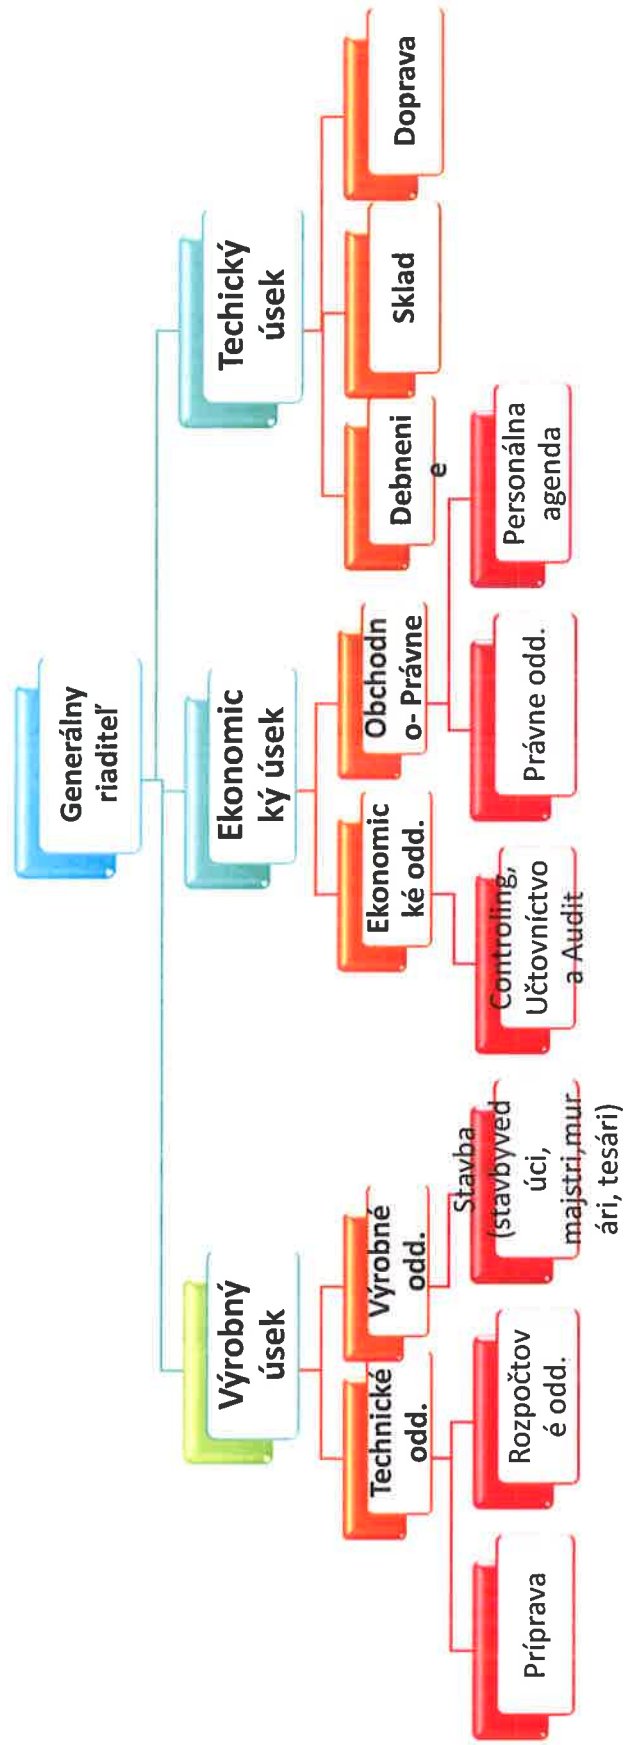 Generálny
riaditeľ
Výrobný
úsek
Ekonomic
ký úsek
Techický
úsek
Technické
odd.
Výrobné
odd.
Ekonomic
ké odd.
Obchodn
o- Právne
Debneni
e
Sklad
Doprava
Príprava
Rozpočtov
é odd.
Stavba
(stavbyved
úci,
majstri,mur
ári, tesári)
Controling,
Učtovníctvo
a Audit
Právne odd.
Personálna
agenda